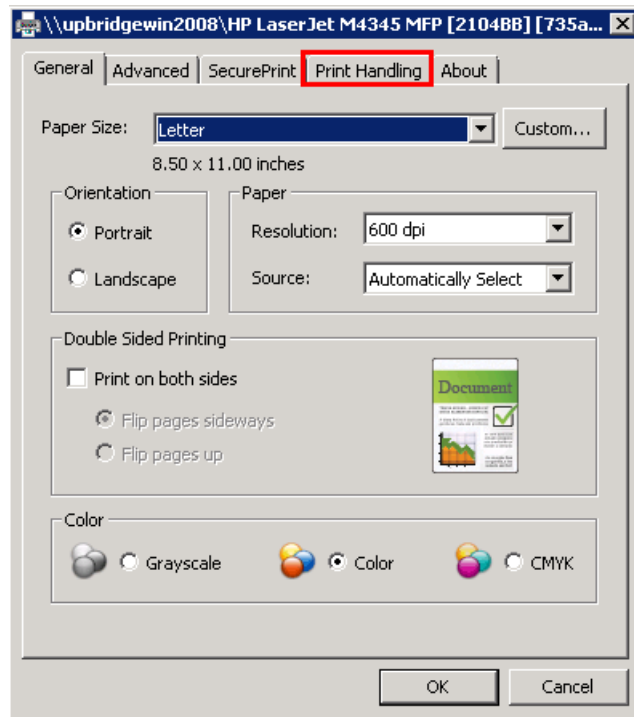 \\upbridgewin2008\HP LaserJet M4345 MFP [2104BB] [735a...
General Advanced SecurePrint Print Handling About
Paper Size: Letter Custom...
8.50 x 11.00 inches
Orientation Paper
Portrait Resolution: 600 dpi
Landscape Source: Automatically Select
Double Sided Printing
Print on both sides
Document
Flip pages sideways
Flip pages up
Color
Grayscale Color CMYK
OK Cancel